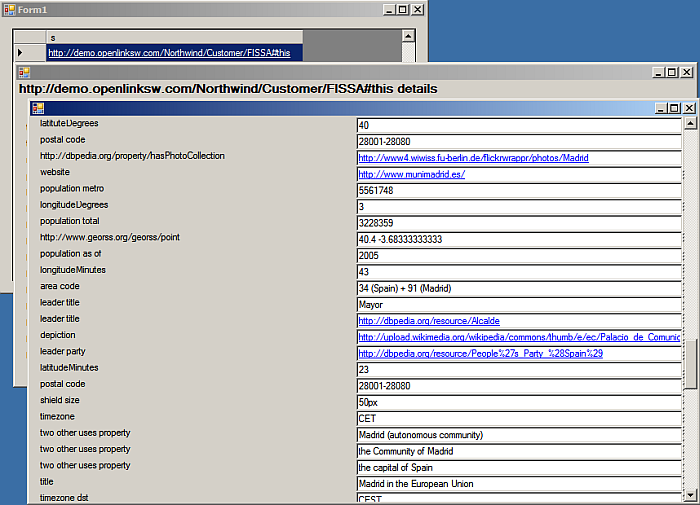 Form1
s
http://demo.openlinksw.com/Northwind/Customer/FISSA#this
http://demo.openlinksw.com/Northwind/Customer/FISSA#this details
latituteDegrees 40
postal code 28001-28080
http://dbpedia.org/property/hasPhotoCollection http://www4.wiwiss.fu-berlin.de/flickrwrappr/photos/Madrid
website http://www.munimadrid.es/
population metro 5561748
longitudeDegrees 3
population total 3228359
http://www.georss.org/georss/point 40.4 -3.68333333333
population as of 2005
longitudeMinutes 43
area code 34 (Spain) + 91 (Madrid)
leader title Mayor
leader title http://dbpedia.org/resource/Alcalde
depiction http://upload.wikimedia.org/wikipedia/commons/thumb/e/ec/Palacio_de_Comunic
leader party http://dbpedia.org/resource/People%27s_Party_%28Spain%29
latitudeMinutes 23
postal code 28001-28080
shield size 50px
timezone CET
two other uses property Madrid (autonomous community)
two other uses property the Community of Madrid
two other uses property the capital of Spain
title Madrid in the European Union
timezone dst CEST